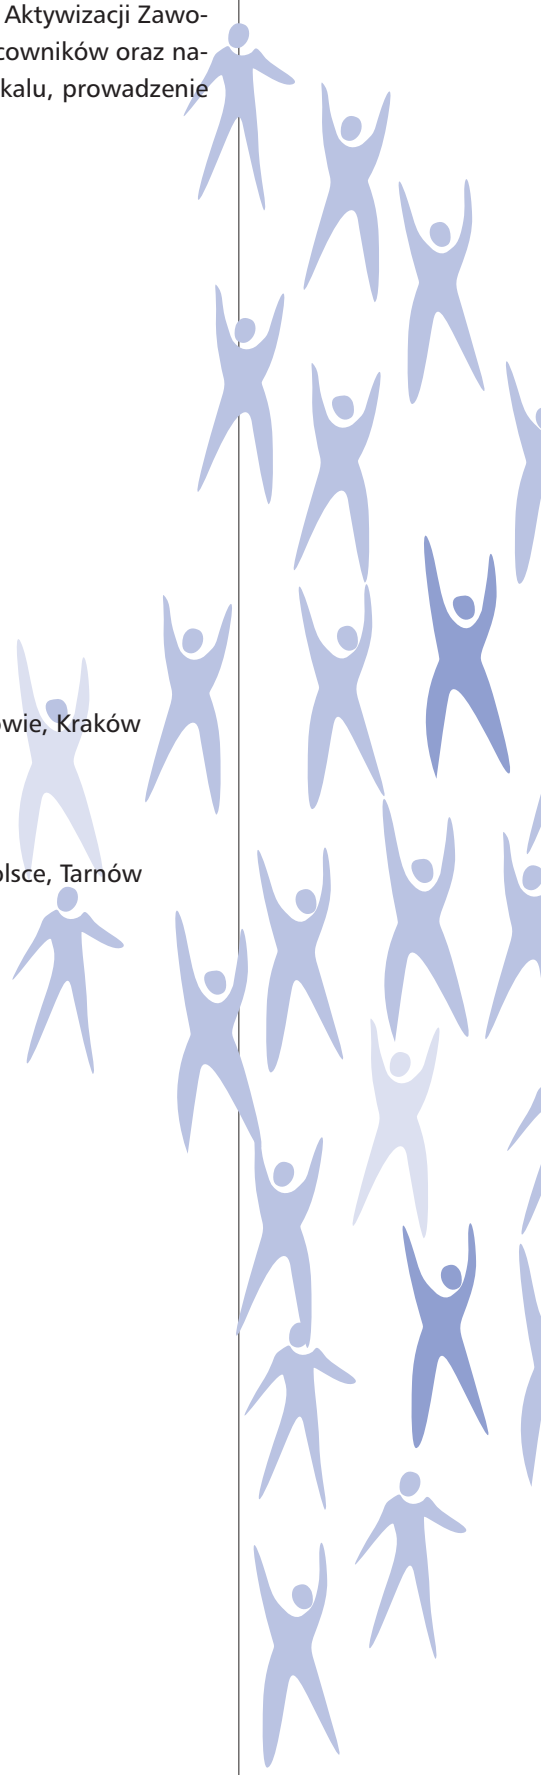 Aktywizacji Zawo-
cowników oraz na-
kalu, prowadzenie
owie, Kraków
olsce, Tarnów